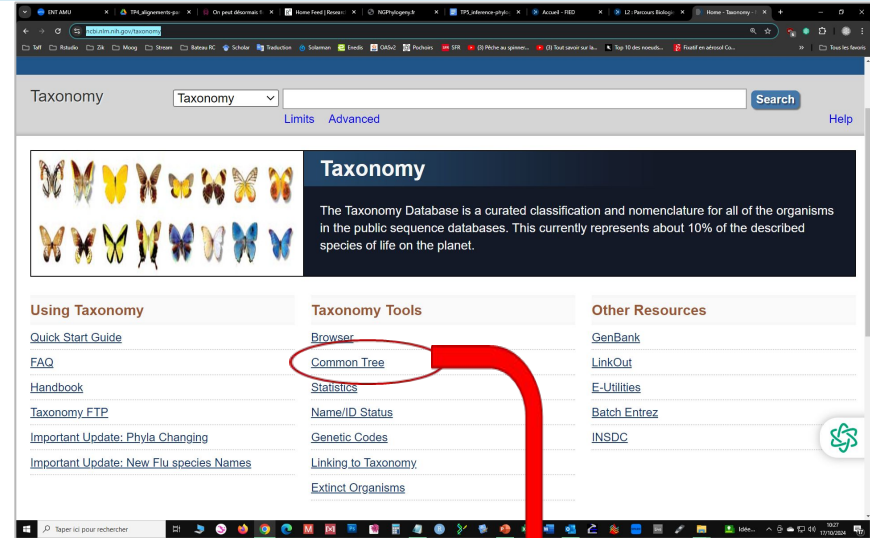 ENT AMU
TP4_alignements-pa
On peut désormais f
Home Feed | Researc
NGPhylogeny.fr
TP5_inference-phylo
Accueil - FIED
L2 : Parcours Biologi
Home - Taxonomy -
ncbi.nlm.nih.gov/taxonomy
Taff Rstudio Zik Moog Stream Bateau RC Scholar Traduction Solarman Enedis OASv2 Pochoirs SFR (3) Pêche au spinner... (3) Tout savoir sur la... Top 10 des noeuds... Fixatif en aérosol Co... Tous les favoris
Taxonomy
Taxonomy
Search
Limits Advanced
Help
Taxonomy
The Taxonomy Database is a curated classification and nomenclature for all of the organisms
in the public sequence databases. This currently represents about 10% of the described
species of life on the planet.
Using Taxonomy
Quick Start Guide
FAQ
Handbook
Taxonomy FTP
Important Update: Phyla Changing
Important Update: New Flu species Names
Taxonomy Tools
Browser
Common Tree
Statistics
Name/ID Status
Genetic Codes
Linking to Taxonomy
Extinct Organisms
Other Resources
GenBank
LinkOut
E-Utilities
Batch Entrez
INSDC
Taper ici pour rechercher
Idée...
10:27
17/10/2024